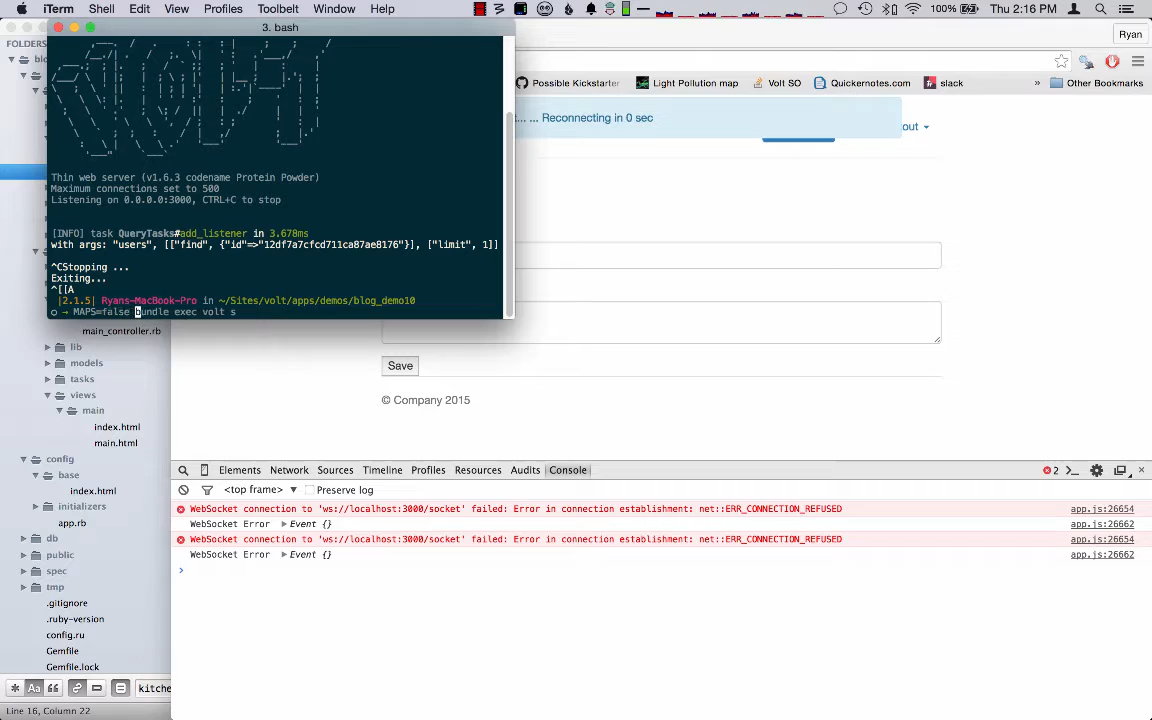 iTerm Shell Edit View Profiles Toolbelt Window Help 100% Thu 2:16 PM
3. bash
Ryan
FOLDERS
Possible Kickstarter Light Pollution map Volt SO Quickernotes.com slack » Other Bookmarks
... ... Reconnecting in 0 sec
out
Thin web server (v1.6.3 codename Protein Powder)
Maximum connections set to 500
Listening on 0.0.0.0:3000, CTRL+C to stop
[INFO] task QueryTasks#add_listener in 3.678ms
with args: "users", [["find", {"id"=>"12df7a7cfcd711ca87ae8176"}], ["limit", 1]]
^CStopping ...
Exiting...
^[[A
|2.1.5| Ryans-MacBook-Pro in ~/Sites/volt/apps/demos/blog_demo10
○ → MAPS=false bundle exec volt s
main_controller.rb
lib
models
tasks
views
main
index.html
main.html
config
base
index.html
initializers
app.rb
db
public
spec
tmp
.gitignore
.ruby-version
config.ru
Gemfile
Gemfile.lock
Save
© Company 2015
Elements Network Sources Timeline Profiles Resources Audits Console 2
<top frame> Preserve log
WebSocket connection to 'ws://localhost:3000/socket' failed: Error in connection establishment: net::ERR_CONNECTION_REFUSED app.js:26654
WebSocket Error Event {} app.js:26662
WebSocket connection to 'ws://localhost:3000/socket' failed: Error in connection establishment: net::ERR_CONNECTION_REFUSED app.js:26654
WebSocket Error Event {} app.js:26662
Aa kitche
Line 16, Column 22